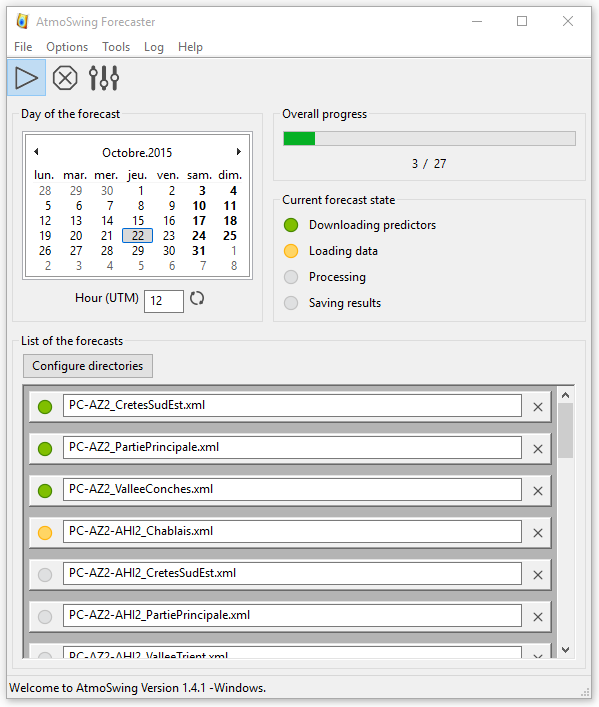 AtmoSwing Forecaster
File Options Tools Log Help
Day of the forecast
Octobre.2015
lun. mar. mer. jeu. ven. sam. dim.
28 29 30 1 2 3 4
5 6 7 8 9 10 11
12 13 14 15 16 17 18
19 20 21 22 23 24 25
26 27 28 29 30 31 1
2 3 4 5 6 7 8
Hour (UTM) 12
Overall progress
3 / 27
Current forecast state
Downloading predictors
Loading data
Processing
Saving results
List of the forecasts
Configure directories
PC-AZ2_CretesSudEst.xml
PC-AZ2_PartiePrincipale.xml
PC-AZ2_ValleeConches.xml
PC-AZ2-AHI2_Chablais.xml
PC-AZ2-AHI2_CretesSudEst.xml
PC-AZ2-AHI2_PartiePrincipale.xml
PC-AZ2-AHI2_ValleeTrient.xml
Welcome to AtmoSwing Version 1.4.1 -Windows.